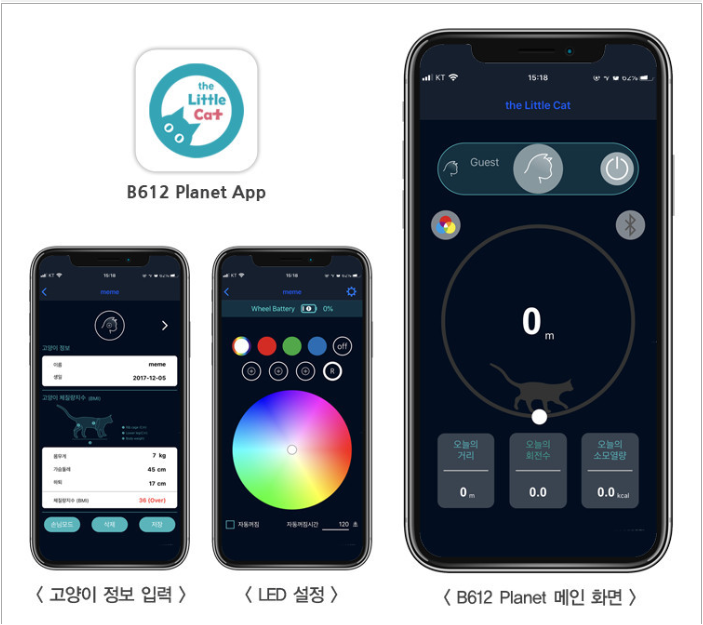 the
Little
Cat
B612 Planet App
KT
15:18
the Little Cat
Guest
0 m
오늘의
거리
0 m
오늘의
회전수
0.0
오늘의
소모열량
0.0 kcal
〈 B612 Planet 메인 화면 〉
KT
15:18
meme
고양이 정보
이름 meme
생일 2017-12-05
고양이 체질량지수 (BMI)
몸무게 7 kg
가슴둘레 45 cm
하퇴 17 cm
체질량지수 (BMI) 36 (Over)
손님모드 삭제 저장
〈 고양이 정보 입력 〉
KT
15:18
meme
Wheel Battery 0%
off
R
자동꺼짐 자동꺼짐시간 120 초
〈 LED 설정 〉